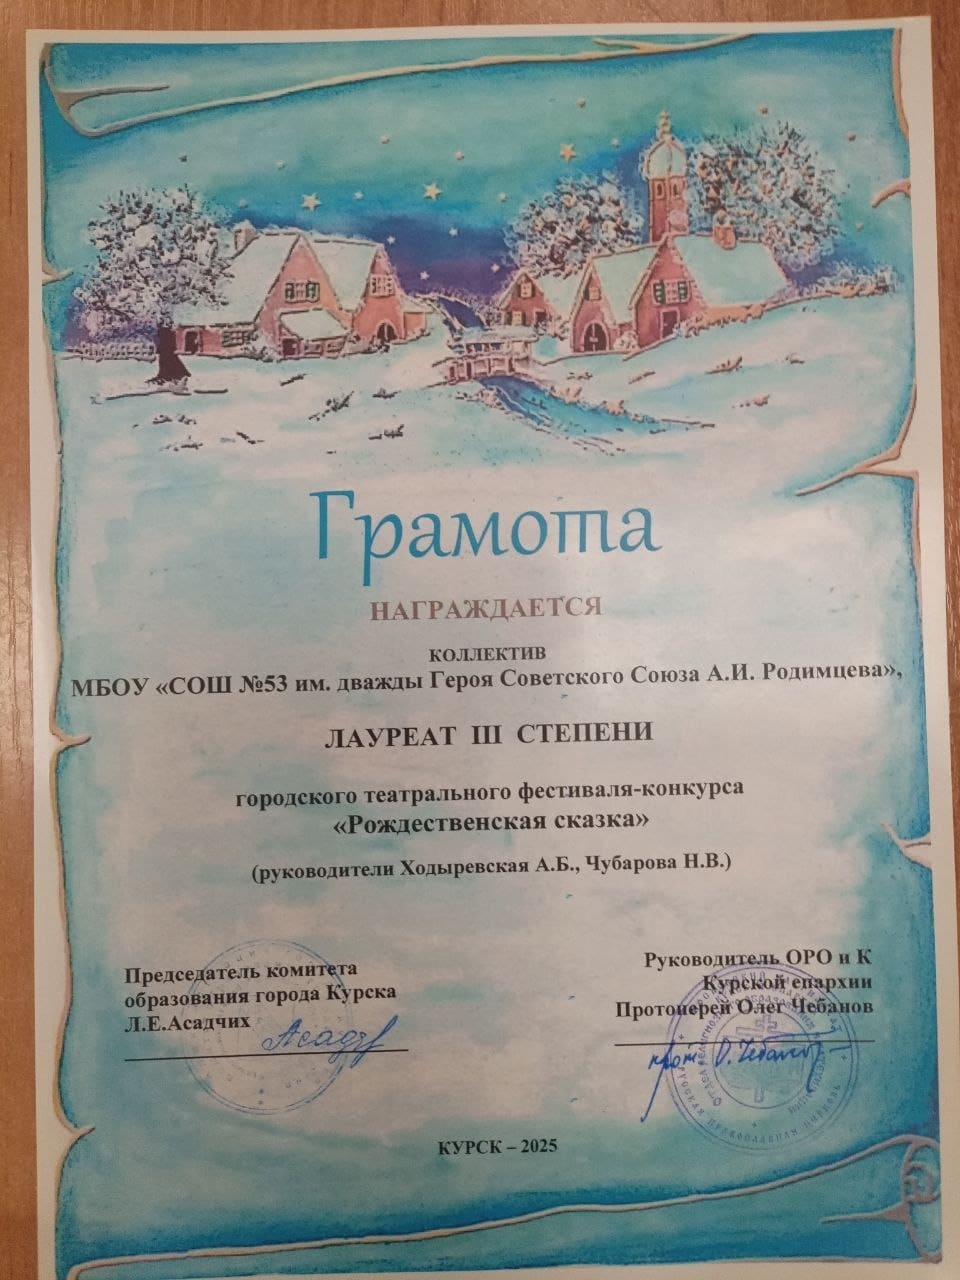 Грамота
НАГРАЖДАЕТСЯ
КОЛЛЕКТИВ
МБОУ «СОШ №53 им. дважды Героя Советского Союза А.И. Родимцева»,
ЛАУРЕАТ III СТЕПЕНИ
городского театрального фестиваля-конкурса
«Рождественская сказка»
(руководители Ходыревская А.Б., Чубарова Н.В.)
Председатель комитета
образования города Курска
Л.Е.Асадчих
Руководитель ОРО и К
Курской епархии
Протоиерей Олег Чебанов
прот О. Чебанов
КУРСК – 2025